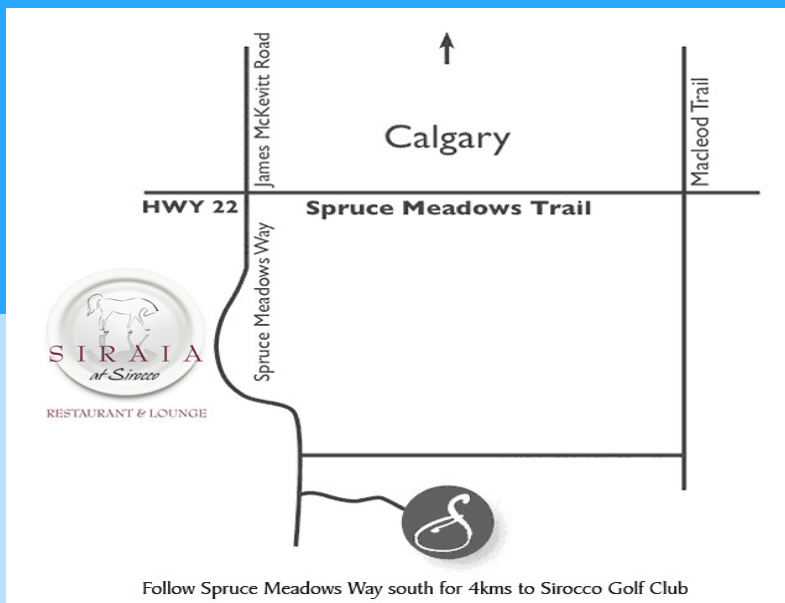 James McKevitt Road
Calgary
Macleod Trail
HWY 22
Spruce Meadows Trail
Spruce Meadows Way
SIRAIA
at Sirocco
RESTAURANT & LOUNGE
S
Follow Spruce Meadows Way south for 4kms to Sirocco Golf Club